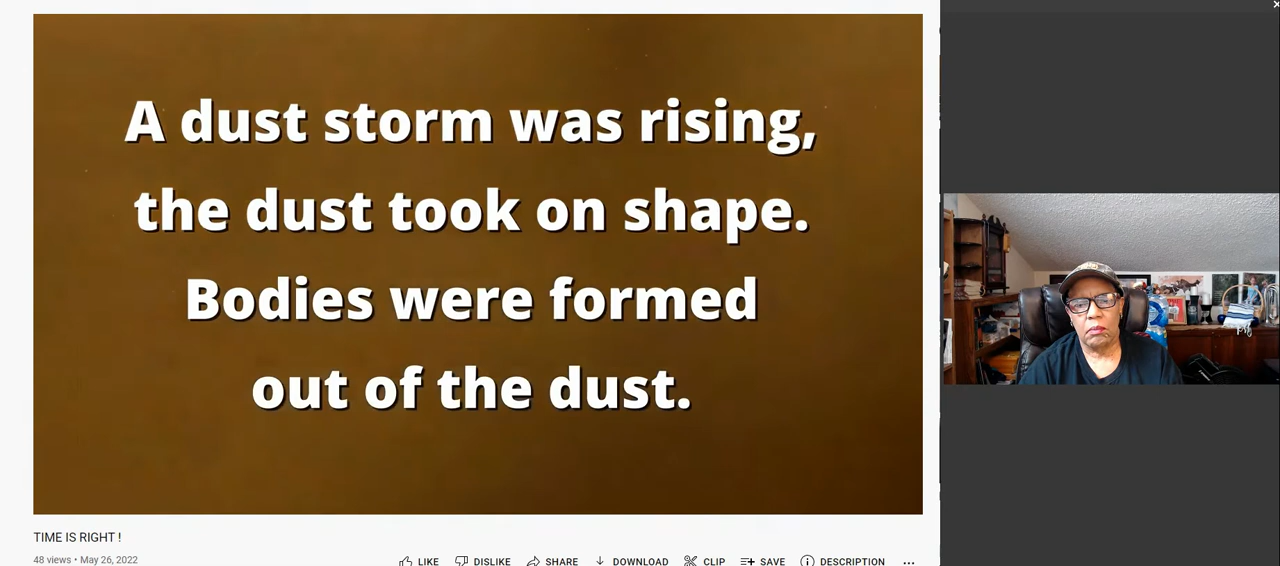 A dust storm was rising,
the dust took on shape.
Bodies were formed
out of the dust.
TIME IS RIGHT !
48 views • May 26, 2022
LIKE DISLIKE SHARE DOWNLOAD CLIP SAVE DESCRIPTION ...